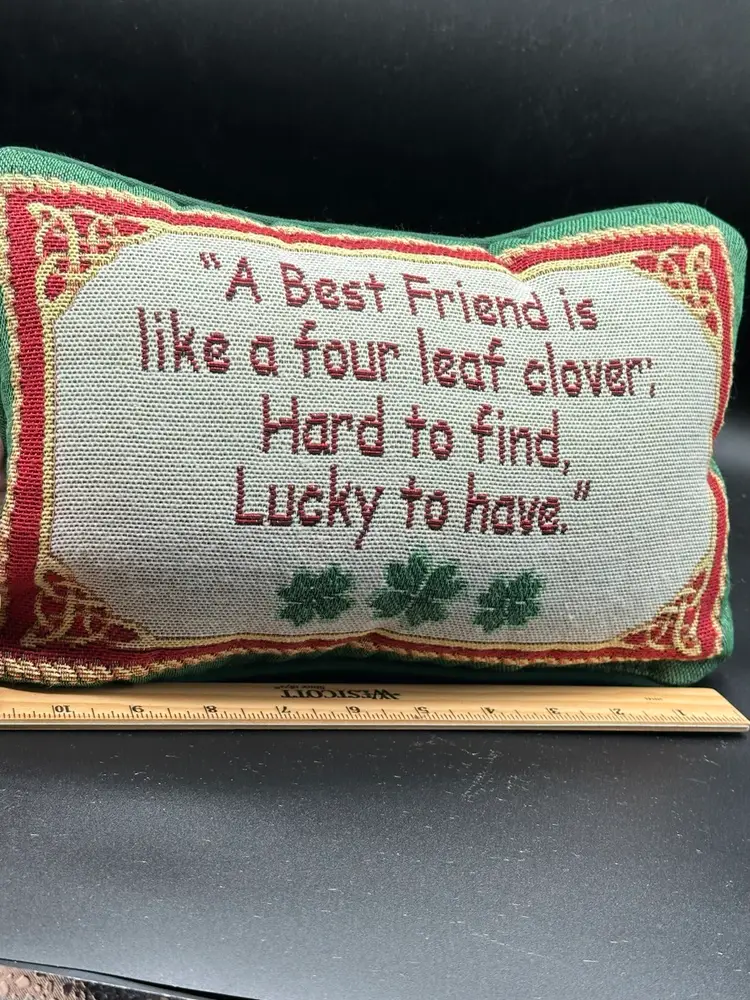 "A Best Friend is
like a four leaf clover:
Hard to find,
Lucky to have."
WESTCOTT
10 9 8 7 6 5 4 3 2 1